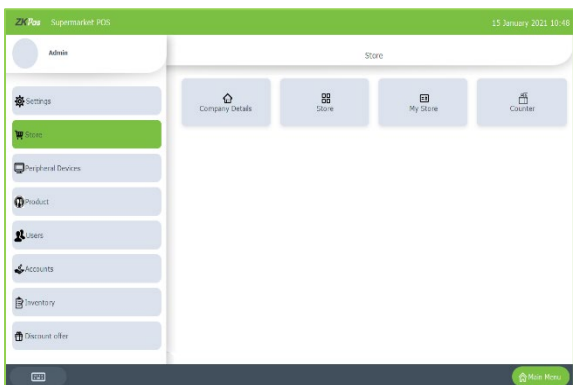 ZKPos Supermarket POS 15 January 2021 10:48
Admin
Store
Settings
Store
Peripheral Devices
Product
Users
Accounts
Inventory
Discount offer
Company Details
Store
My Store
Counter
Main Menu